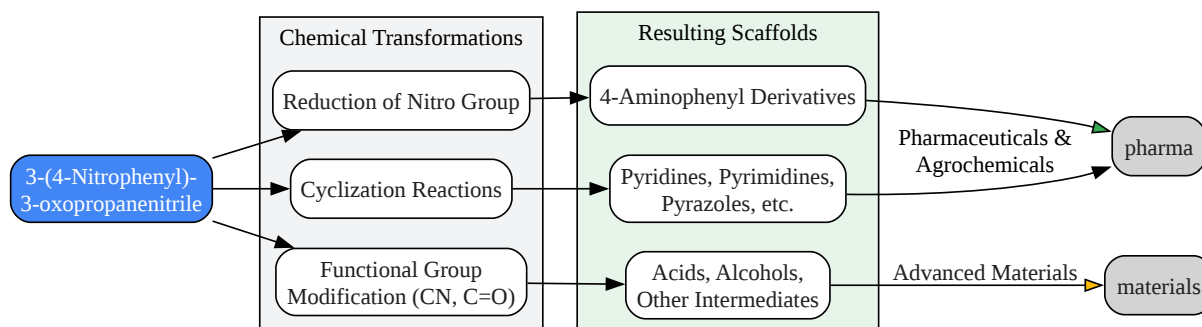 Chemical Transformations
Resulting Scaffolds
3-(4-Nitrophenyl)-
3-oxopropanenitrile
Reduction of Nitro Group
Cyclization Reactions
Functional Group
Modification (CN, C=O)
4-Aminophenyl Derivatives
Pyridines, Pyrimidines,
Pyrazoles, etc.
Acids, Alcohols,
Other Intermediates
Pharmaceuticals &
Agrochemicals
Advanced Materials
pharma
materials